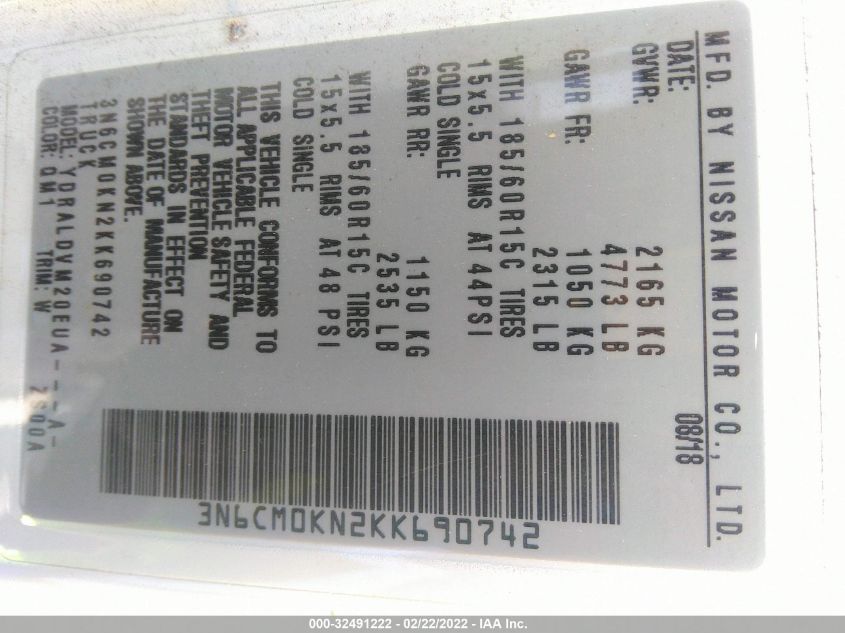 MFD. BY NISSAN MOTOR CO., LTD.
DATE: 08/18
GVWR: 2165 KG
4773 LB
GAWR FR: 1050 KG
2315 LB
WITH 185/60R15C TIRES
15x5.5 RIMS AT 44PSI
COLD SINGLE
GAWR RR: 1150 KG
2535 LB
WITH 185/60R15C TIRES
15x5.5 RIMS AT 48 PSI
COLD SINGLE
THIS VEHICLE CONFORMS TO
ALL APPLICABLE FEDERAL
MOTOR VEHICLE SAFETY AND
THEFT PREVENTION
STANDARDS IN EFFECT ON
THE DATE OF MANUFACTURE
SHOWN ABOVE.
3N6CM0KN2KK690742
TRUCK
MODEL: YDRALDVM20EUA----A-
COLOR: QM1 TRIM: W
3N6CM0KN2KK690742
000-32491222 - 02/22/2022 - IAA Inc.